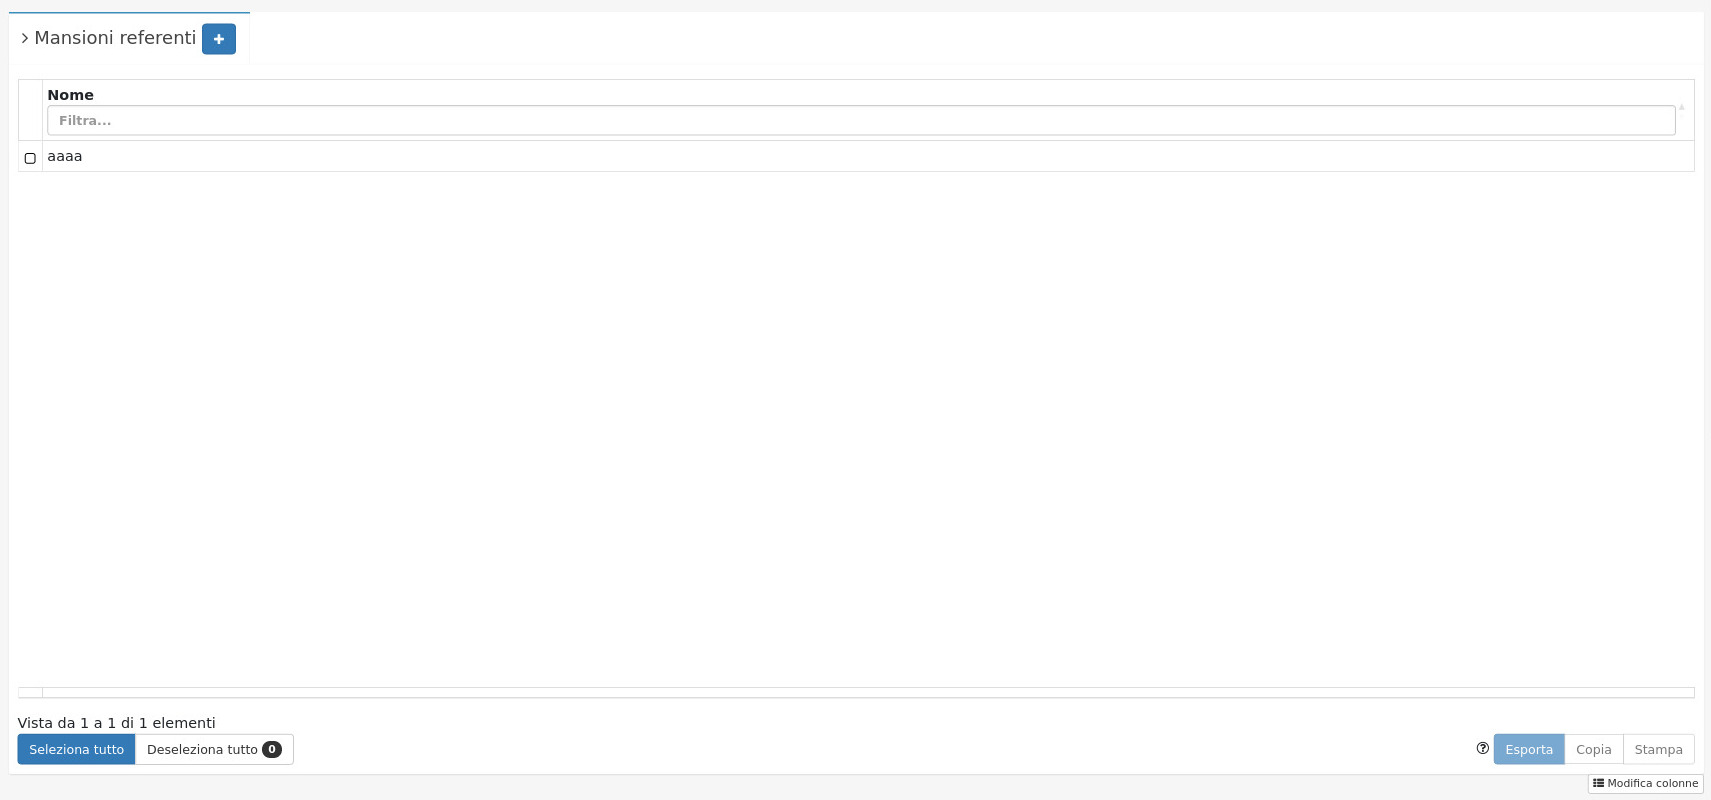 Mansioni referenti
Nome
Filtra...
aaaa
Vista da 1 a 1 di 1 elementi
Seleziona tutto Deseleziona tutto 0
Esporta Copia Stampa
Modifica colonne